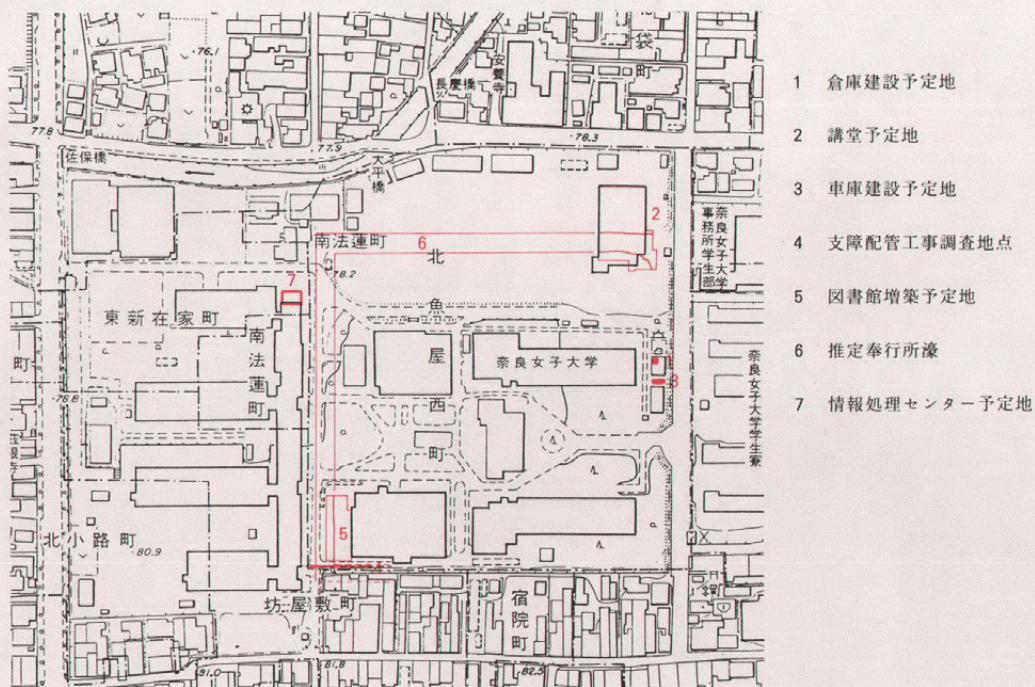 袋町
安養寺
長慶橋
76.1
77.8
78.3
77.9
佐保橋
大平橋
奈良女子大学
事務所学生部
2
南法蓮町
6
北魚屋西町
78.2
7
東新在家町
南法蓮町
奈良女子大学
町
3
奈良女子大学学生寮
76.8
5
北小路町
80.9
坊屋敷町
宿院町
81.0
81.8
82.5
1 倉庫建設予定地
2 講堂予定地
3 車庫建設予定地
4 支障配管工事調査地点
5 図書館増築予定地
6 推定奉行所濠
7 情報処理センター予定地